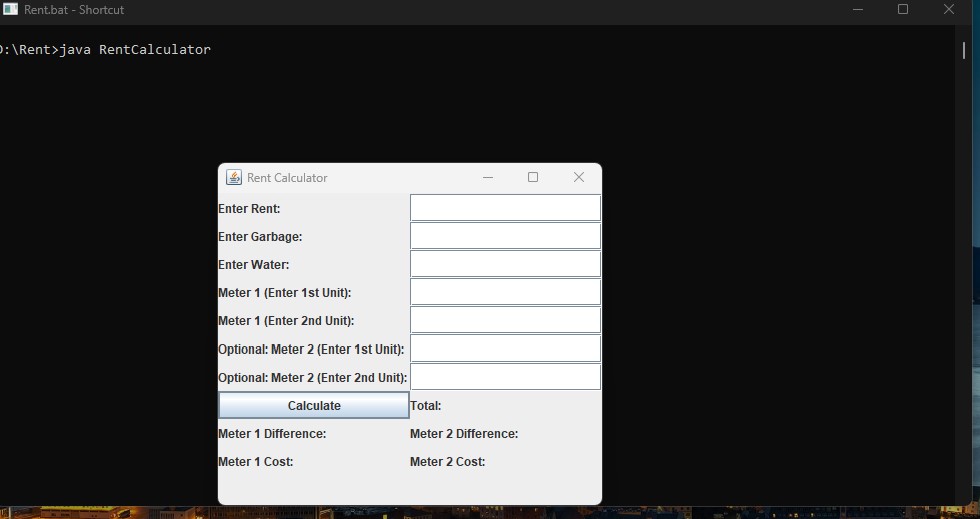 Rent.bat - Shortcut
D:\Rent>java RentCalculator
Rent Calculator
Enter Rent:
Enter Garbage:
Enter Water:
Meter 1 (Enter 1st Unit):
Meter 1 (Enter 2nd Unit):
Optional: Meter 2 (Enter 1st Unit):
Optional: Meter 2 (Enter 2nd Unit):
Calculate Total:
Meter 1 Difference: Meter 2 Difference:
Meter 1 Cost: Meter 2 Cost: